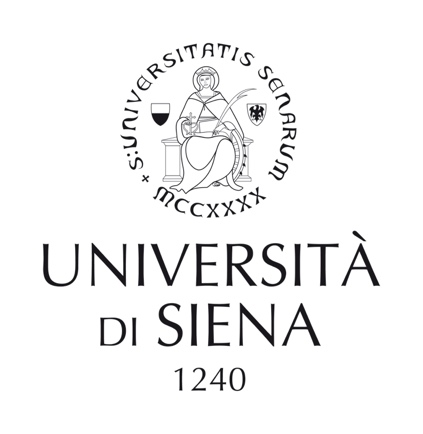 S:UNIVERSITATIS SENARUM
+ MCCXXXX
UNIVERSITÀ
DI SIENA
1240